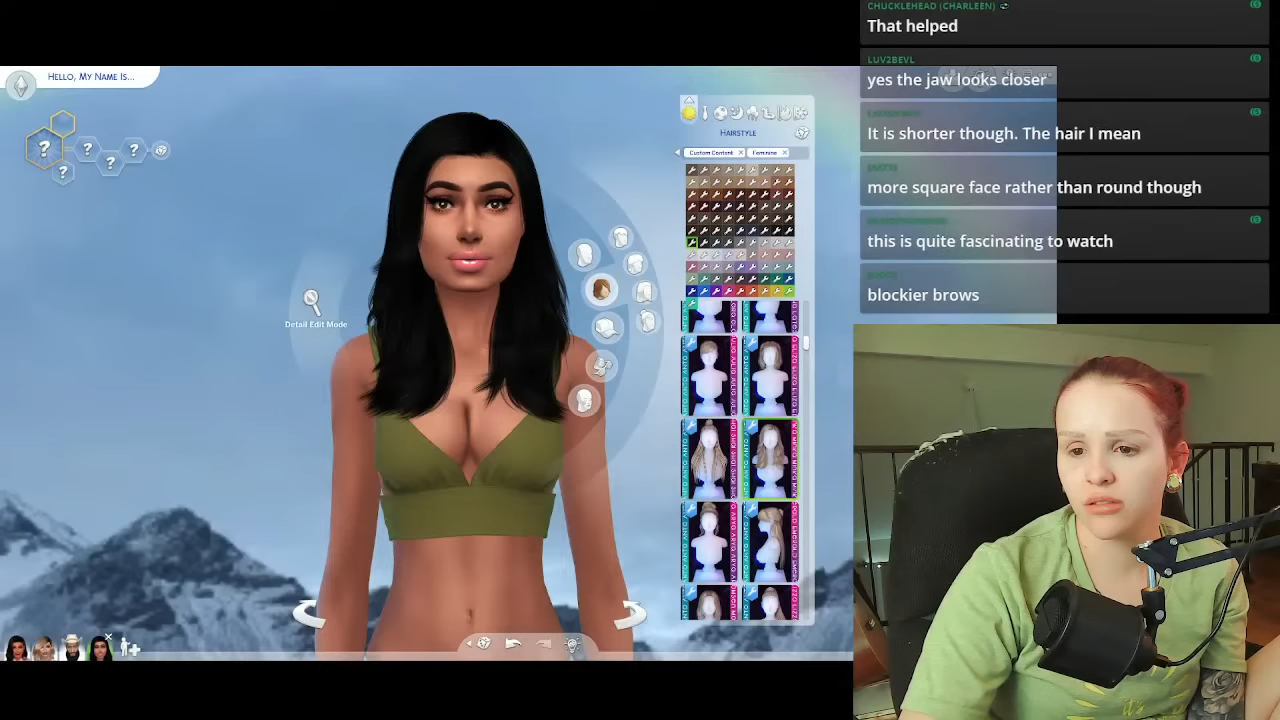 HELLO, MY NAME IS...
Detail Edit Mode
HAIRSTYLE
Custom Content X
Feminine X
CHUCKLEHEAD (CHARLEEN)
That helped
LUV2BEVL
yes the jaw looks closer
It is shorter though. The hair I mean
more square face rather than round though
this is quite fascinating to watch
blockier brows